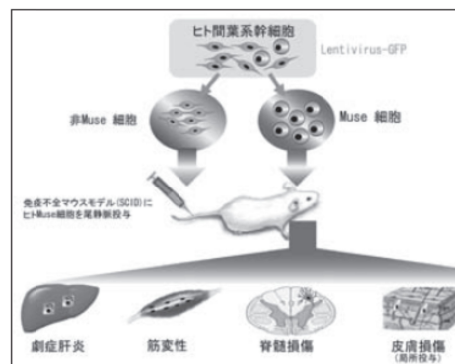 ヒト間葉系幹細胞
Lentivirus-GFP
非Muse 細胞
Muse 細胞
免疫不全マウスモデル(SCID)に
ヒトMuse細胞を尾静脈投与
劇症肝炎
筋変性
脊髄損傷
皮膚損傷
(局所投与)